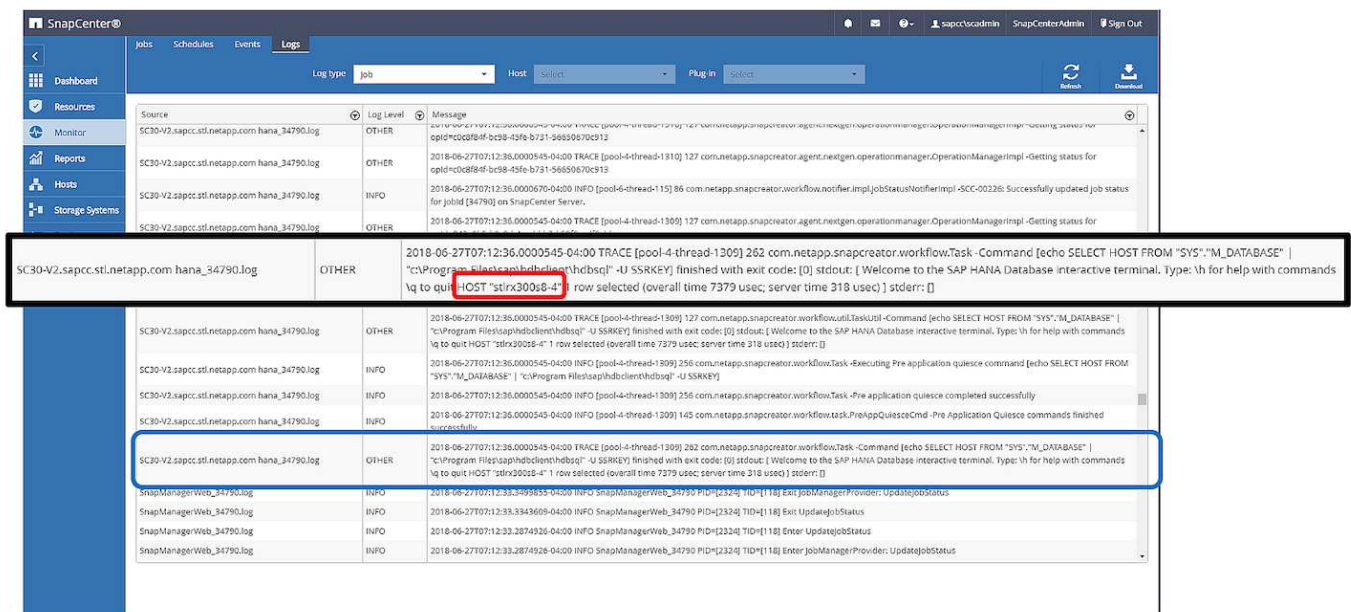 SnapCenter®
sapcc\scadmin SnapCenterAdmin Sign Out
Jobs Schedules Events Logs
Log type Job Host Select Plug-in Select
Refresh Download
Dashboard
Resources
Monitor
Reports
Hosts
Storage Systems
Source Log Level Message
SC30-V2.sapcc.stl.netapp.com hana_34790.log OTHER
opId=c0c8f84f-bc98-45fe-b731-56650670c913
SC30-V2.sapcc.stl.netapp.com hana_34790.log OTHER 2018-06-27T07:12:36.0000545-04:00 TRACE [pool-4-thread-1310] 127 com.netapp.snapcreator.agent.nextgen.operationmanager.OperationManagerImpl -Getting status for
opId=c0c8f84f-bc98-45fe-b731-56650670c913
SC30-V2.sapcc.stl.netapp.com hana_34790.log INFO 2018-06-27T07:12:36.0000670-04:00 INFO [pool-6-thread-115] 86 com.netapp.snapcreator.workflow.notifier.impl.JobStatusNotifierImpl -SCC-00226: Successfully updated job status
for jobId [34790] on SnapCenter Server.
SC30-V2.sapcc.stl.netapp.com hana_34790.log OTHER 2018-06-27T07:12:36.0000545-04:00 TRACE [pool-4-thread-1309] 127 com.netapp.snapcreator.agent.nextgen.operationmanager.OperationManagerImpl -Getting status for
SC30-V2.sapcc.stl.netapp.com hana_34790.log OTHER 2018-06-27T07:12:36.0000545-04:00 TRACE [pool-4-thread-1309] 262 com.netapp.snapcreator.workflow.Task -Command [echo SELECT HOST FROM "SYS"."M_DATABASE" |
"c:\Program Files\sap\hdbclient\hdbsql" -U SSRKEY] finished with exit code: [0] stdout: [ Welcome to the SAP HANA Database interactive terminal. Type: \h for help with commands
\q to quit HOST "stlrx300s8-4" 1 row selected (overall time 7379 usec; server time 318 usec) ] stderr: []
SC30-V2.sapcc.stl.netapp.com hana_34790.log OTHER 2018-06-27T07:12:36.0000545-04:00 TRACE [pool-4-thread-1309] 127 com.netapp.snapcreator.workflow.util.TaskUtil -Command [echo SELECT HOST FROM "SYS"."M_DATABASE" |
"c:\Program Files\sap\hdbclient\hdbsql" -U SSRKEY] finished with exit code: [0] stdout: [ Welcome to the SAP HANA Database interactive terminal. Type: \h for help with commands
\q to quit HOST "stlrx300s8-4" 1 row selected (overall time 7379 usec; server time 318 usec) ] stderr: []
SC30-V2.sapcc.stl.netapp.com hana_34790.log INFO 2018-06-27T07:12:36.0000545-04:00 INFO [pool-4-thread-1309] 256 com.netapp.snapcreator.workflow.Task -Executing Pre application quiesce command [echo SELECT HOST FROM
"SYS"."M_DATABASE" | "c:\Program Files\sap\hdbclient\hdbsql" -U SSRKEY]
SC30-V2.sapcc.stl.netapp.com hana_34790.log INFO 2018-06-27T07:12:36.0000545-04:00 INFO [pool-4-thread-1309] 256 com.netapp.snapcreator.workflow.Task -Pre application quiesce completed successfully
SC30-V2.sapcc.stl.netapp.com hana_34790.log INFO 2018-06-27T07:12:36.0000545-04:00 INFO [pool-4-thread-1309] 145 com.netapp.snapcreator.workflow.task.PreAppQuiesceCmd -Pre Application Quiesce commands finished
successfully
SC30-V2.sapcc.stl.netapp.com hana_34790.log OTHER 2018-06-27T07:12:36.0000545-04:00 TRACE [pool-4-thread-1309] 262 com.netapp.snapcreator.workflow.Task -Command [echo SELECT HOST FROM "SYS"."M_DATABASE" |
"c:\Program Files\sap\hdbclient\hdbsql" -U SSRKEY] finished with exit code: [0] stdout: [ Welcome to the SAP HANA Database interactive terminal. Type: \h for help with commands
\q to quit HOST "stlrx300s8-4" 1 row selected (overall time 7379 usec; server time 318 usec) ] stderr: []
SnapManagerWeb_34790.log INFO 2018-06-27T07:12:33.3499855-04:00 INFO SnapManagerWeb_34790 PID=[2324] TID=[118] Exit JobManagerProvider: UpdateJobStatus
SnapManagerWeb_34790.log INFO 2018-06-27T07:12:33.3343609-04:00 INFO SnapManagerWeb_34790 PID=[2324] TID=[118] Exit UpdateJobStatus
SnapManagerWeb_34790.log INFO 2018-06-27T07:12:33.2874926-04:00 INFO SnapManagerWeb_34790 PID=[2324] TID=[118] Enter UpdateJobStatus
SnapManagerWeb_34790.log INFO 2018-06-27T07:12:33.2874926-04:00 INFO SnapManagerWeb_34790 PID=[2324] TID=[118] Enter JobManagerProvider: UpdateJobStatus